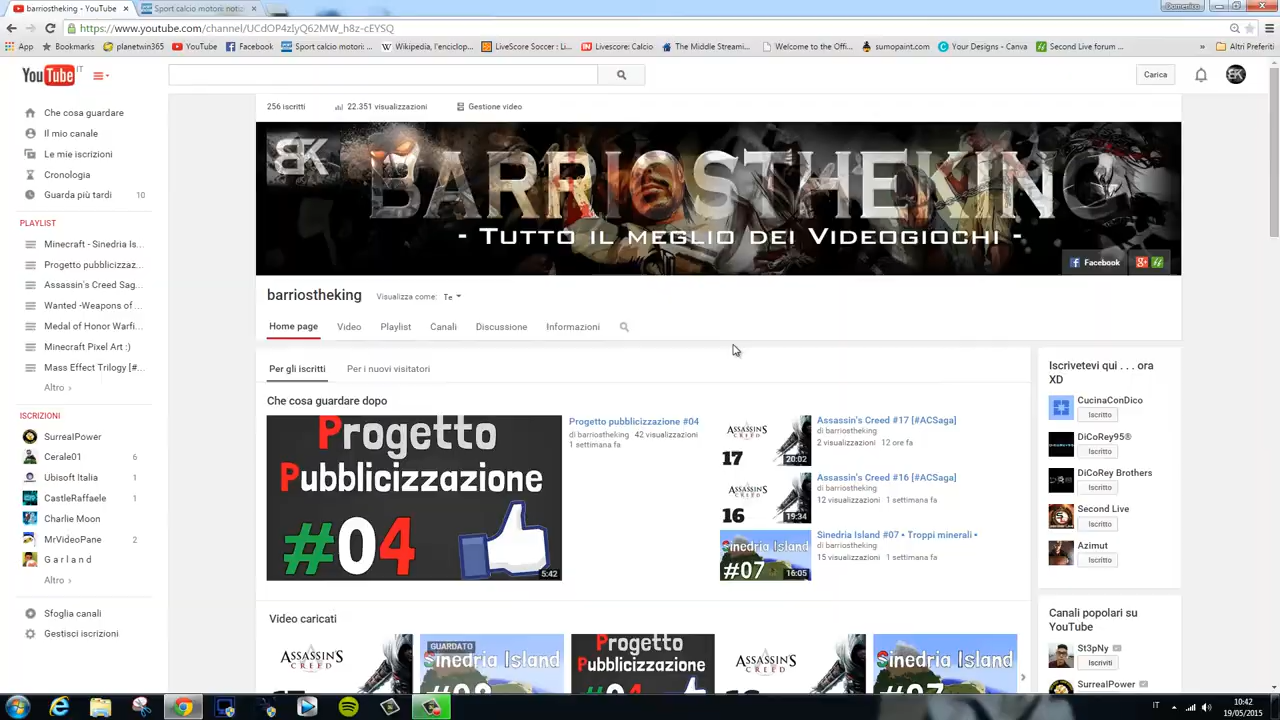 barriostheking - YouTube
Sport calcio motori noto
Domenico
https://www.youtube.com/channel/UCdOP4zlyQ62MW_h8z-cEYSQ
App
Bookmarks
planetwin365
YouTube
Facebook
Sport calcio motori: ...
Wikipedia, l'enciclop...
LiveScore Soccer : Li...
Livescore: Calcio
The Middle Streami...
Welcome to the Offi...
sumopaint.com
Your Designs - Canva
Second Live forum ...
»
Altri Preferiti
YouTube IT
Carica
BK
Che cosa guardare
Il mio canale
Le mie iscrizioni
Cronologia
Guarda più tardi 10
PLAYLIST
Minecraft - Sinedria Is...
Progetto pubblicizzaz...
Assassin's Creed Sag...
Wanted -Weapons of ...
Medal of Honor Warfi...
Minecraft Pixel Art :)
Mass Effect Trilogy [#...
Altro ›
ISCRIZIONI
SurrealPower
Cerale01 6
Ubisoft Italia 1
CastleRaffaele 1
Charlie Moon
MrVideoPane 2
G a r l a n d
Altro ›
Sfoglia canali
Gestisci iscrizioni
256 iscritti
22.351 visualizzazioni
Gestione video
BK
BARRIOSTHEKING
- Tutto il meglio dei Videogiochi -
Facebook
barriostheking
Visualizza come: Te
Home page
Video
Playlist
Canali
Discussione
Informazioni
Per gli iscritti
Per i nuovi visitatori
Che cosa guardare dopo
Progetto
Pubblicizzazione
#04
5:42
Progetto pubblicizzazione #04
di barriostheking 42 visualizzazioni
1 settimana fa
ASSASSIN'S
CREED
17
20:02
Assassin's Creed #17 [#ACSaga]
di barriostheking
2 visualizzazioni 12 ore fa
ASSASSIN'S
CREED
16
19:34
Assassin's Creed #16 [#ACSaga]
di barriostheking
12 visualizzazioni 1 settimana fa
Sinedria Island
#07
16:05
Sinedria Island #07 • Troppi minerali •
di barriostheking
15 visualizzazioni 1 settimana fa
Video caricati
ASSASSIN'S
CREED
GUARDATO
Sinedria Island
Progetto
Pubblicizzazione
ASSASSIN'S
CREED
Sinedria Island
Iscrivetevi qui . . . ora
XD
CucinaConDico
Iscritto
DiCoRey95®
Iscritto
DiCoRey Brothers
Iscritto
Second Live
Iscritto
Azimut
Iscritto
Canali popolari su
YouTube
St3pNy
Iscriviti
SurrealPower
IT
10:42
19/05/2015